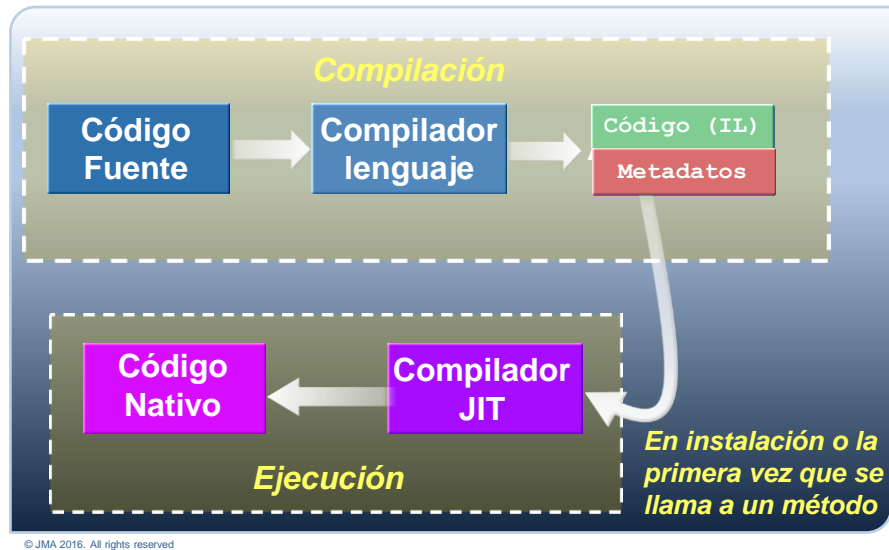 Compilación
Código
Fuente
Compilador
lenguaje
Código (IL)
Metadatos
Código
Nativo
Compilador
JIT
Ejecución
En instalación o la
primera vez que se
llama a un método
© JMA 2016. All rights reserved